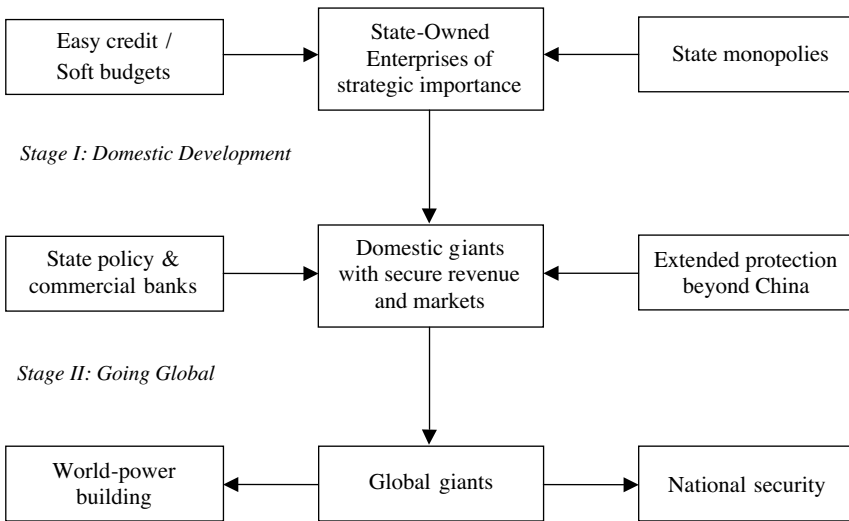 Easy credit /
Soft budgets
State-Owned
Enterprises of
strategic importance
State monopolies
Stage I: Domestic Development
State policy &
commercial banks
Domestic giants
with secure revenue
and markets
Extended protection
beyond China
Stage II: Going Global
World-power
building
Global giants
National security